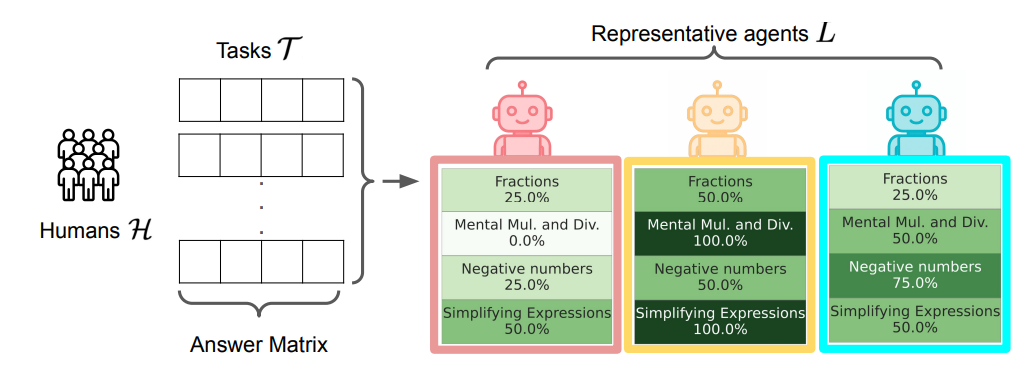 Tasks 𝒯
Humans ℋ
Answer Matrix
Representative agents L
Fractions
25.0%
Mental Mul. and Div.
0.0%
Negative numbers
25.0%
Simplifying Expressions
50.0%
Fractions
50.0%
Mental Mul. and Div.
100.0%
Negative numbers
50.0%
Simplifying Expressions
100.0%
Fractions
25.0%
Mental Mul. and Div.
50.0%
Negative numbers
75.0%
Simplifying Expressions
50.0%